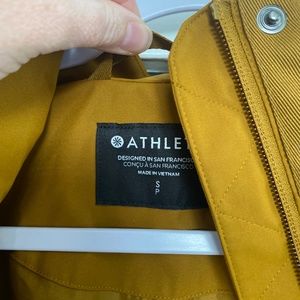 ATHLET
DESIGNED IN SAN FRANCISCO
CONÇU À SAN FRANCISCO
MADE IN VIETNAM
S
P